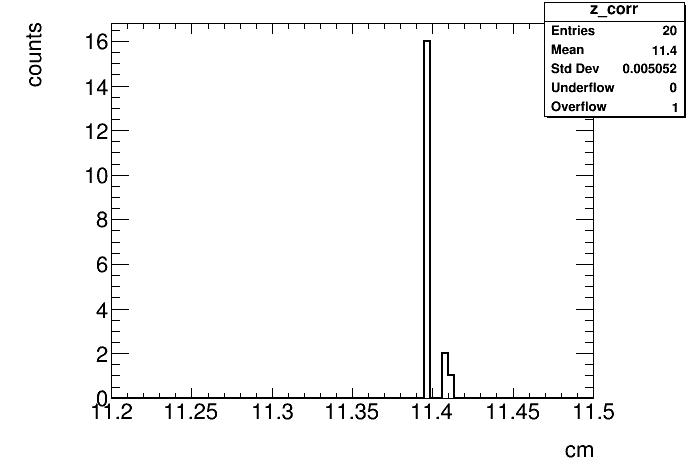 z_corr
Entries 20
Mean 11.4
Std Dev 0.005052
Underflow 0
Overflow 1
counts
16
14
12
10
8
6
4
2
0
11.2 11.25 11.3 11.35 11.4 11.45 11.5
cm